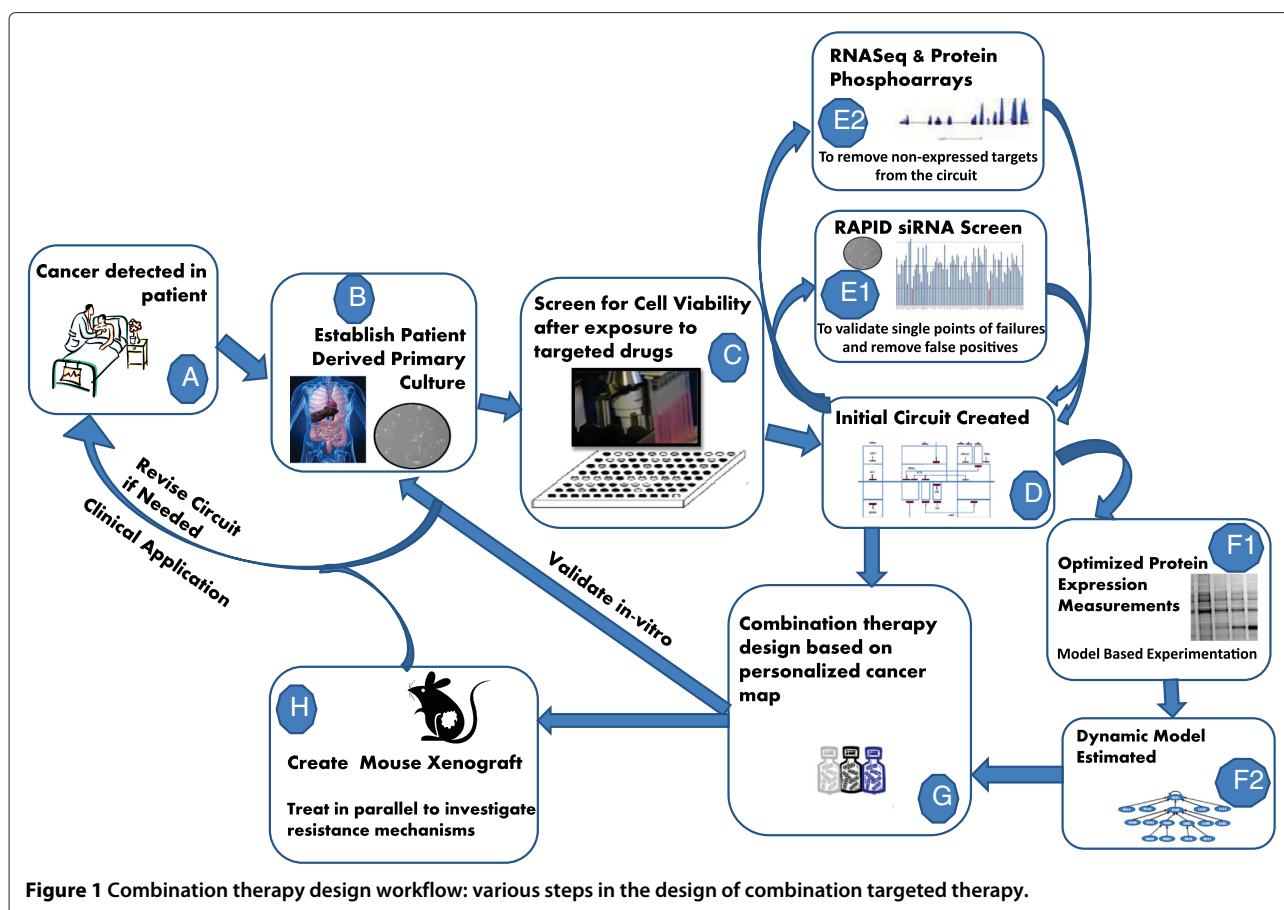 RNASeq & Protein
Phosphoarrays
E2
To remove non-expressed targets
from the circuit
RAPID siRNA Screen
E1
To validate single points of failures
and remove false positives
Cancer detected in
patient
A
B
Establish Patient
Derived Primary
Culture
Screen for Cell Viability
after exposure to
targeted drugs
C
Initial Circuit Created
D
Revise Circuit
if Needed
Clinical Application
Validate in-vitro
F1
Optimized Protein
Expression
Measurements
Model Based Experimentation
Combination therapy
design based on
personalized cancer
map
G
H
Create Mouse Xenograft
Treat in parallel to investigate
resistance mechanisms
Dynamic Model
Estimated
F2
Figure 1 Combination therapy design workflow: various steps in the design of combination targeted therapy.